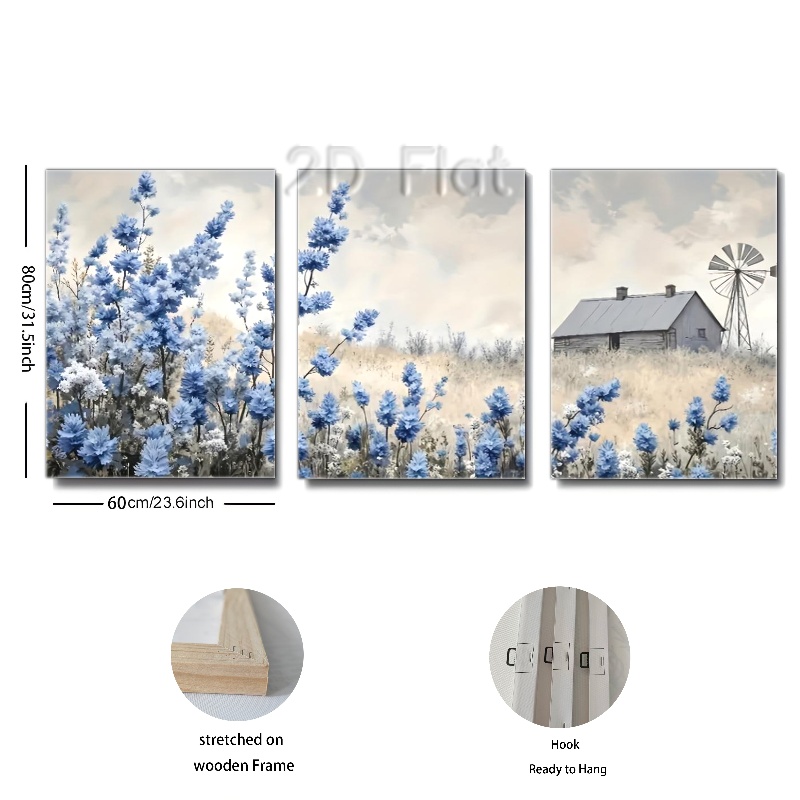 2D Flat
80cm/31.5inch
60cm/23.6inch
stretched on
wooden Frame
Hook
Ready to Hang